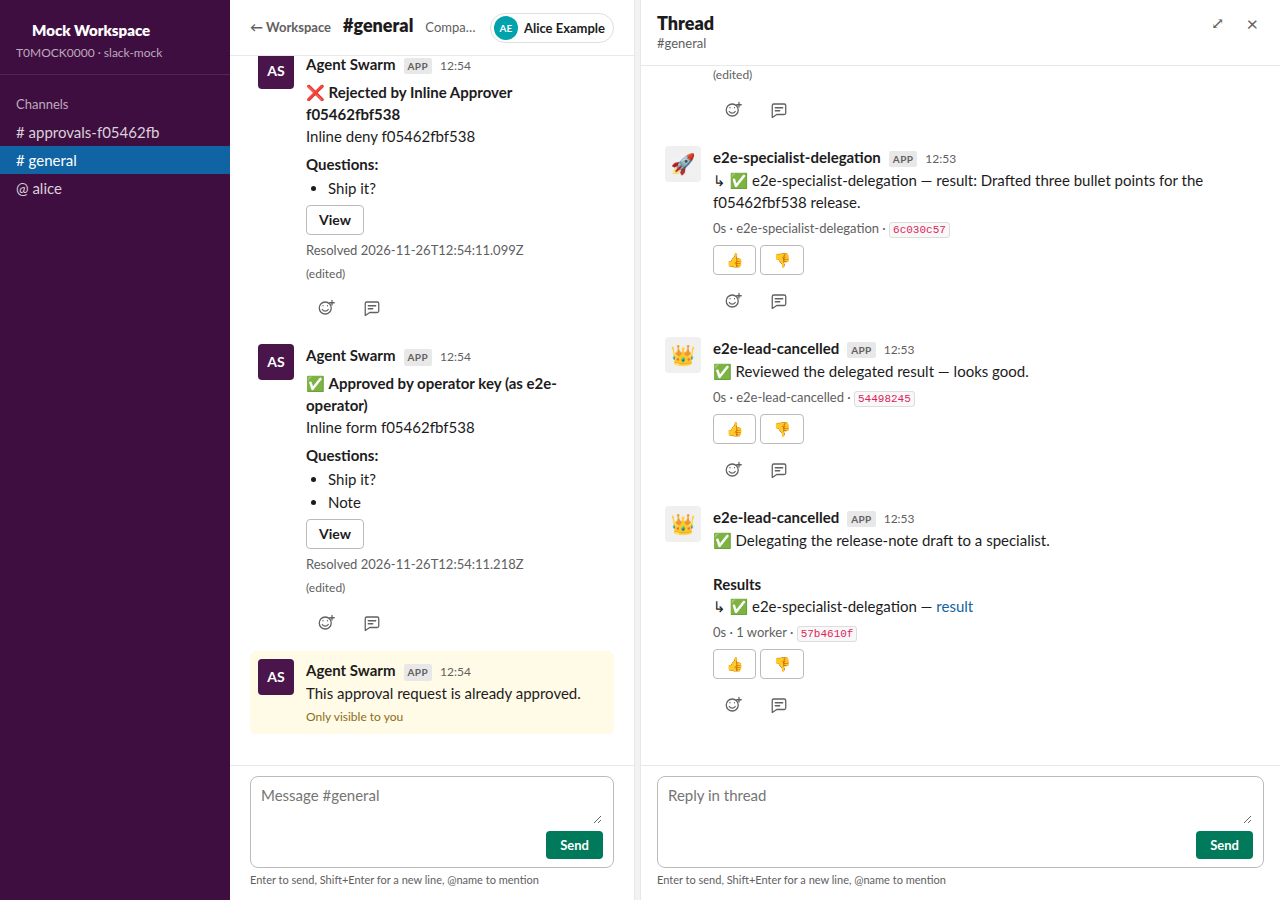 Mock Workspace
T0MOCK0000 · slack-mock
Channels
# approvals-f05462fb
# general
@ alice
← Workspace
#general
Compa...
AE
Alice Example
AS
Agent Swarm APP 12:54
❌ Rejected by Inline Approver
f05462fbf538
Inline deny f05462fbf538
Questions:
• Ship it?
View
Resolved 2026-11-26T12:54:11.099Z
(edited)
AS
Agent Swarm APP 12:54
✅ Approved by operator key (as e2e-
operator)
Inline form f05462fbf538
Questions:
• Ship it?
• Note
View
Resolved 2026-11-26T12:54:11.218Z
(edited)
AS
Agent Swarm APP 12:54
This approval request is already approved.
Only visible to you
Message #general
Send
Enter to send, Shift+Enter for a new line, @name to mention
Thread
#general
(edited)
e2e-specialist-delegation APP 12:53
↳ ✅ e2e-specialist-delegation — result: Drafted three bullet points for the
f05462fbf538 release.
0s · e2e-specialist-delegation · 6c030c57
e2e-lead-cancelled APP 12:53
✅ Reviewed the delegated result — looks good.
0s · e2e-lead-cancelled · 54498245
e2e-lead-cancelled APP 12:53
✅ Delegating the release-note draft to a specialist.
Results
↳ ✅ e2e-specialist-delegation — result
0s · 1 worker · 57b4610f
Reply in thread
Send
Enter to send, Shift+Enter for a new line, @name to mention